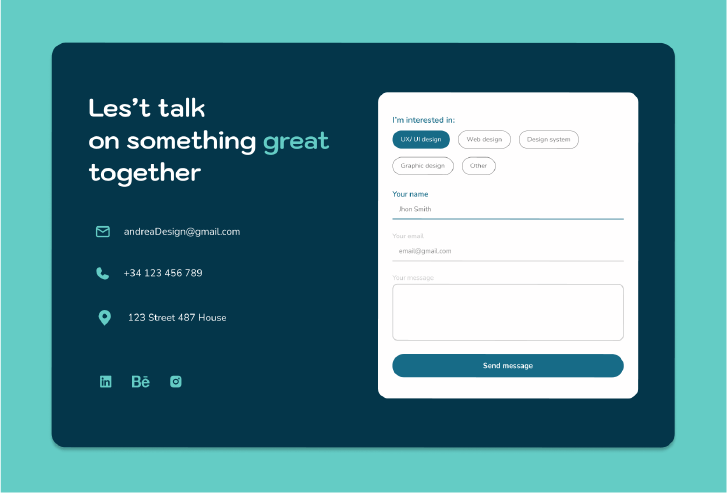 Les't talk
on something great
together
andreaDesign@gmail.com
+34 123 456 789
123 Street 487 House
in Bē
I'm interested in:
UX/ UI design Web design Design system
Graphic design Other
Your name
Jhon Smith
Your email
email@gmail.com
Your message
Send message